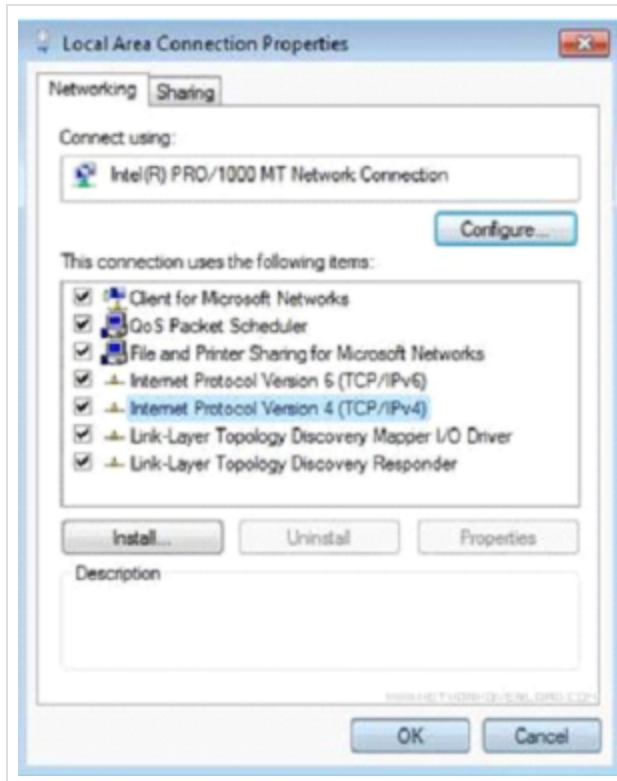 Local Area Connection Properties
Networking
Sharing
Connect using:
Intel(R) PRO/1000 MT Network Connection
Configure...
This connection uses the following items:
Client for Microsoft Networks
QoS Packet Scheduler
File and Printer Sharing for Microsoft Networks
Internet Protocol Version 6 (TCP/IPv6)
Internet Protocol Version 4 (TCP/IPv4)
Link-Layer Topology Discovery Mapper I/O Driver
Link-Layer Topology Discovery Responder
Install...
Uninstall
Properties
Description
WWW.NETWORKOVERLORD.COM
OK
Cancel